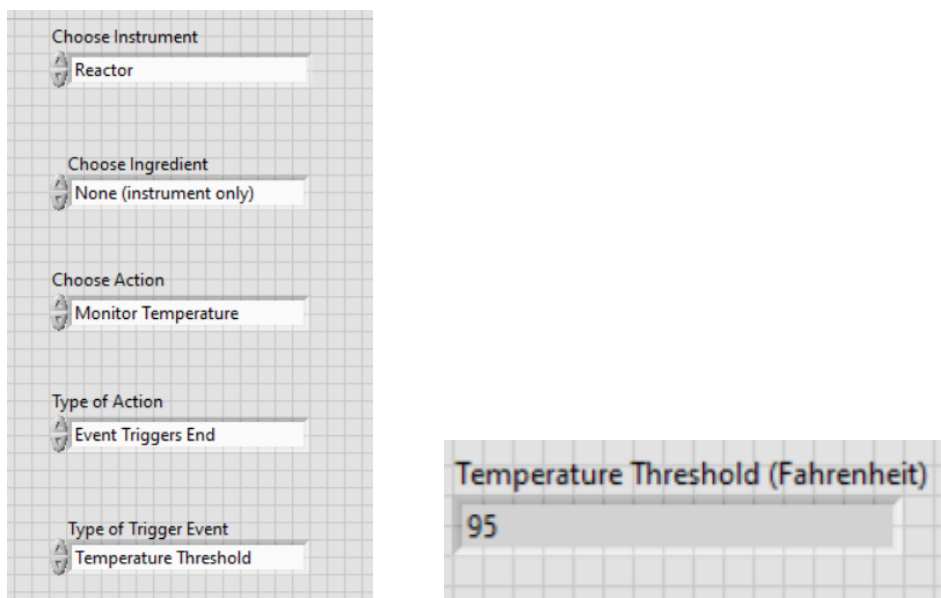 Choose Instrument
Reactor
Choose Ingredient
None (instrument only)
Choose Action
Monitor Temperature
Type of Action
Event Triggers End
Type of Trigger Event
Temperature Threshold
Temperature Threshold (Fahrenheit)
95